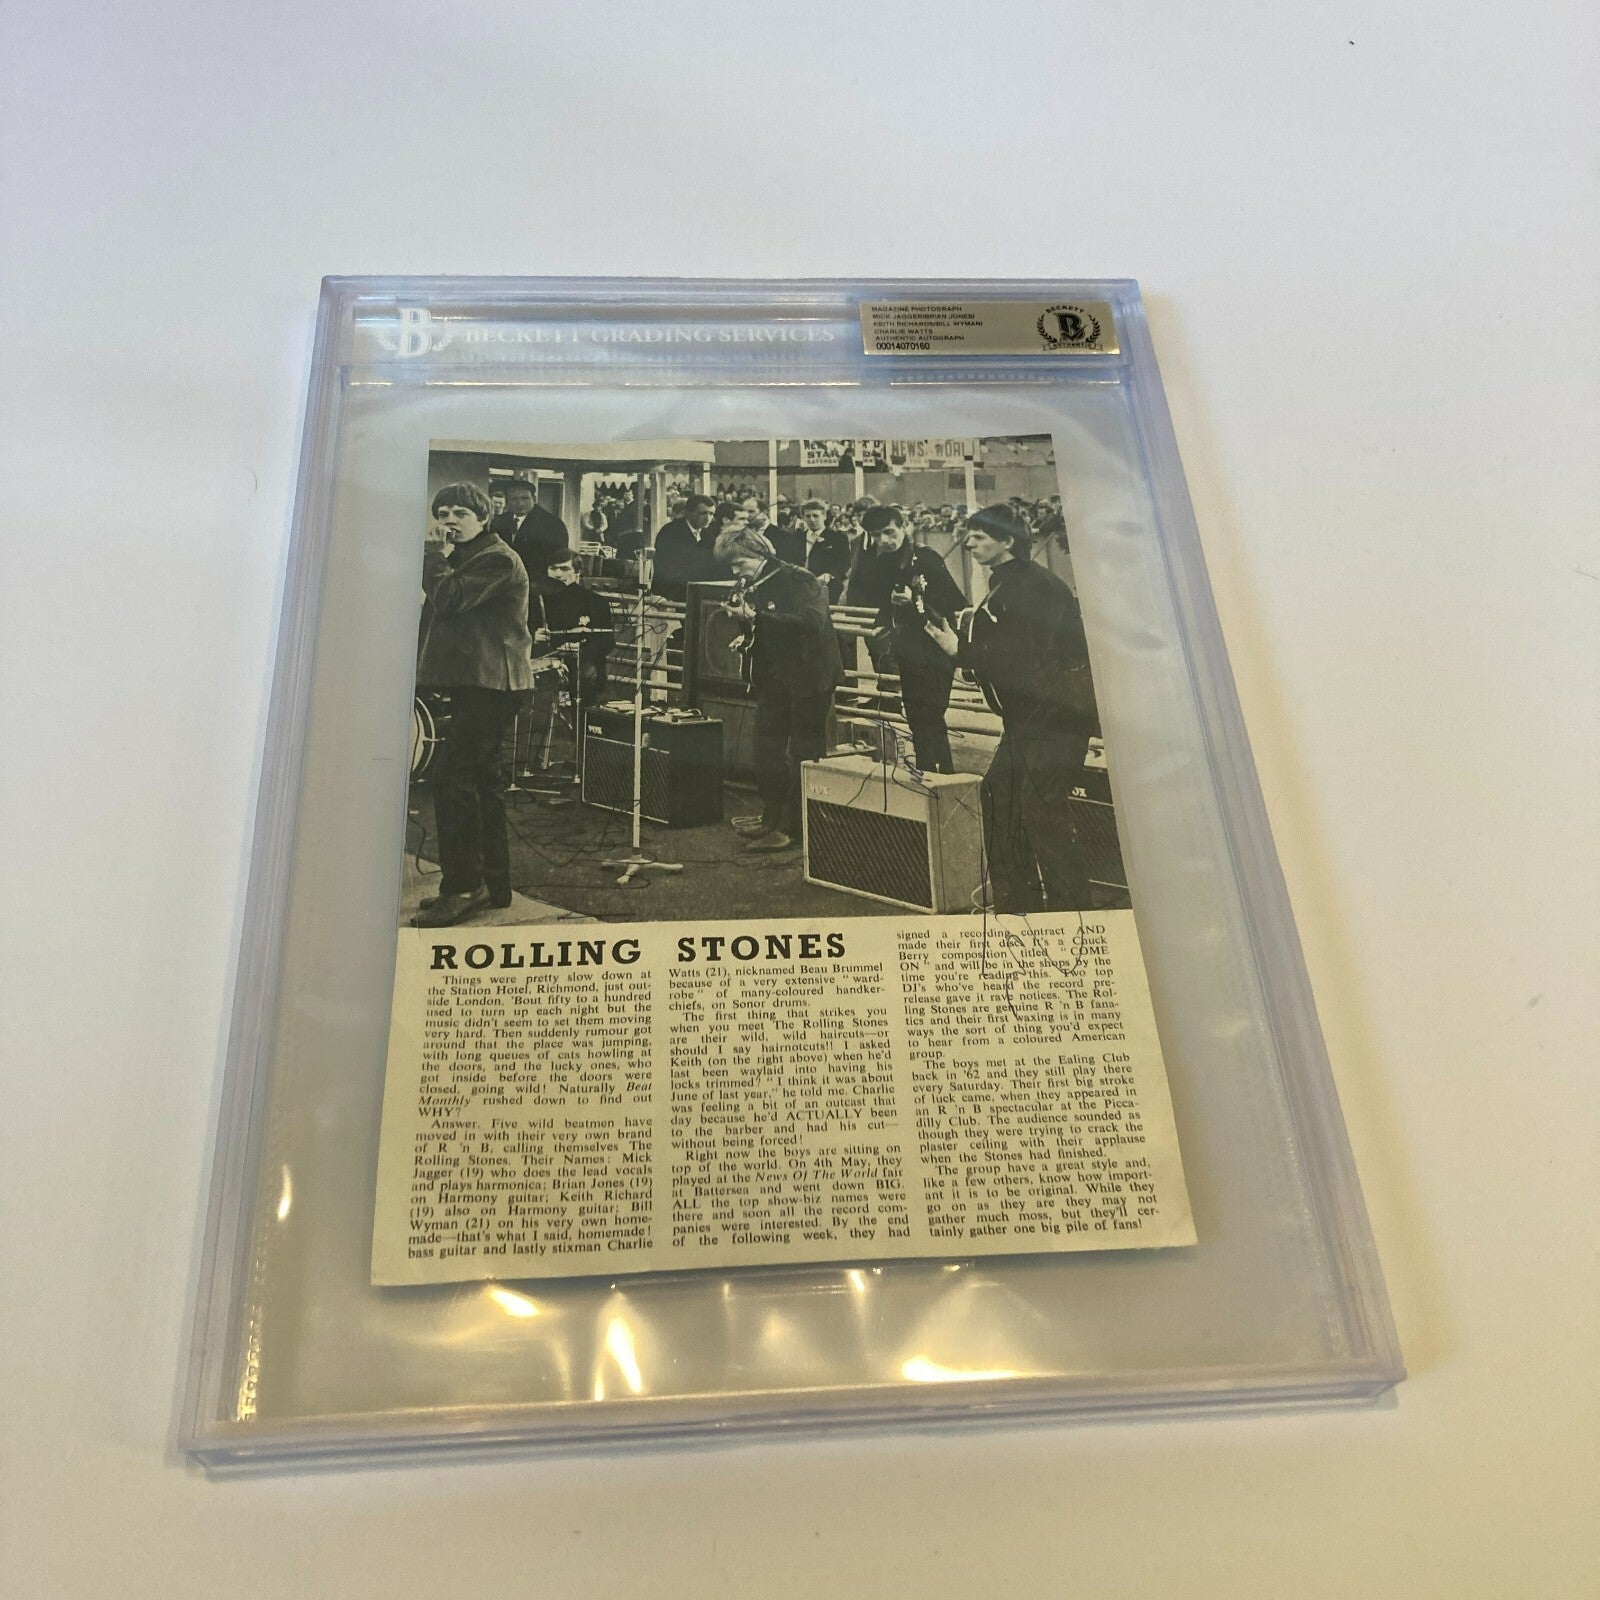 BECKETT GRADING SERVICES
MAGAZINE PHOTOGRAPH
MICK JAGGER/BRIAN JONES/
KEITH RICHARDS/BILL WYMAN/
CHARLIE WATTS
AUTHENTIC AUTOGRAPH
00014070160
BECKETT
B
AUTHENTIC
STAR
NEWS
WORL
VOX
VOX
VOX
ROLLING STONES
Things were pretty slow down at
the Station Hotel, Richmond, just out-
side London. 'Bout fifty to a hundred
used to turn up each night but the
music didn't seem to set them moving
very hard. Then suddenly rumour got
around that the place was jumping,
with long queues of cats howling at
the doors, and the lucky ones, who
got inside before the doors were
closed, going wild! Naturally Beat
Monthly rushed down to find out
WHY?
Answer. Five wild beatmen have
moved in with their very own brand
of R 'n B, calling themselves The
Rolling Stones. Their Names: Mick
Jagger (19) who does the lead vocals
and plays harmonica; Brian Jones (19)
on Harmony guitar; Keith Richard
(19) also on Harmony guitar; Bill
Wyman (21) on his very own home-
made—that's what I said, homemade!
bass guitar and lastly stixman Charlie
Watts (21), nicknamed Beau Brummel
because of a very extensive "ward-
robe" of many-coloured handker-
chiefs, on Sonor drums.
The first thing that strikes you
when you meet The Rolling Stones
are their wild, wild haircuts—or
should I say hairnotcuts!! I asked
Keith (on the right above) when he'd
last been waylaid into having his
locks trimmed? "I think it was about
June of last year," he told me. Charlie
was feeling a bit of an outcast that
day because he'd ACTUALLY been
to the barber and had his cut—
without being forced!
Right now the boys are sitting on
top of the world. On 4th May, they
played at the News Of The World fair
at Battersea and went down BIG.
ALL the top show-biz names were
there and soon all the record com-
panies were interested. By the end
of the following week, they had
signed a recording contract AND
made their first disc. It's a Chuck
Berry composition titled "COME
ON" and will be in the shops by the
time you're reading this. Two top
DJ's who've heard the record pre-
release gave it rave notices. The Rol-
ling Stones are genuine R 'n B fana-
tics and their first waxing is in many
ways the sort of thing you'd expect
to hear from a coloured American
group.
The boys met at the Ealing Club
back in '62 and they still play there
every Saturday. Their first big stroke
of luck came, when they appeared in
an R 'n B spectacular at the Picca-
dilly Club. The audience sounded as
though they were trying to crack the
plaster ceiling with their applause
when the Stones had finished.
The group have a great style and,
like a few others, know how import-
ant it is to be original. While they
go on as they are they may not
gather much moss, but they'll cer-
tainly gather one big pile of fans!